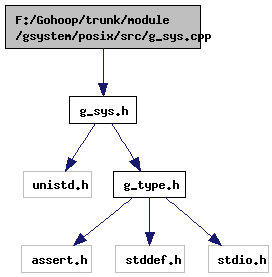 F:/Gohoop/trunk/module
/gsystem/posix/src/g_sys.cpp
g_sys.h
unistd.h
g_type.h
assert.h
stddef.h
stdio.h